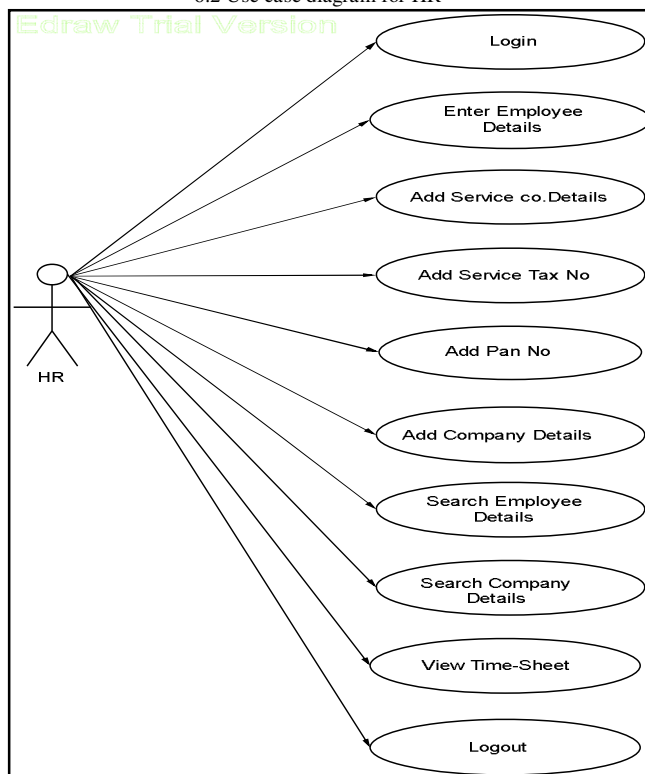 6.2 Use case diagram for HR
Edraw Trial Version
Login
Enter Employee
Details
Add Service co.Details
Add Service Tax No
Add Pan No
HR
Add Company Details
Search Employee
Details
Search Company
Details
View Time-Sheet
Logout